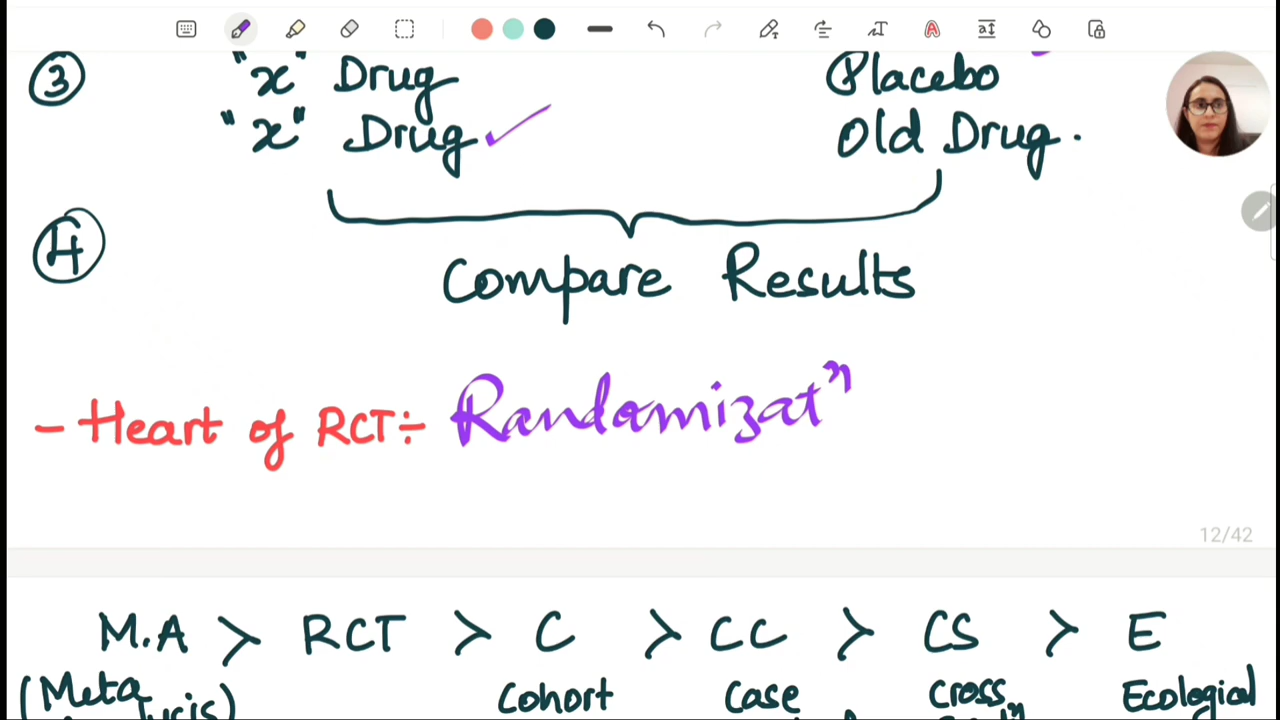 ③ "x" Drug Placebo
"x" Drug ✓ Old Drug.
④
Compare Results
- Heart of RCT÷ Randomizatⁿ
12/42
M.A > RCT > C > CC > CS > E
(Meta Cohort Case Cross Ecological